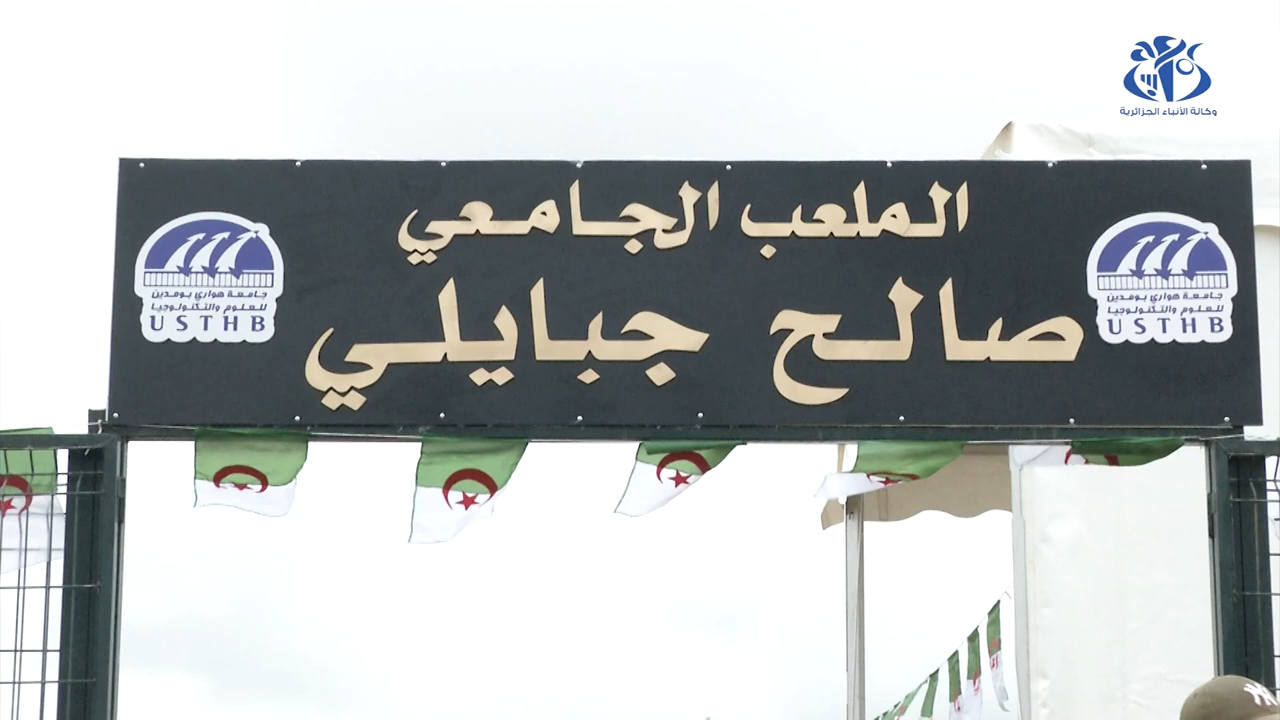 وكالة الأنباء الجزائرية
الملعب الجامعي
صالح جبايلي
جامعة هواري بومدين
للعلوم والتكنولوجيا
USTHB
جامعة هواري بومدين
للعلوم والتكنولوجيا
USTHB